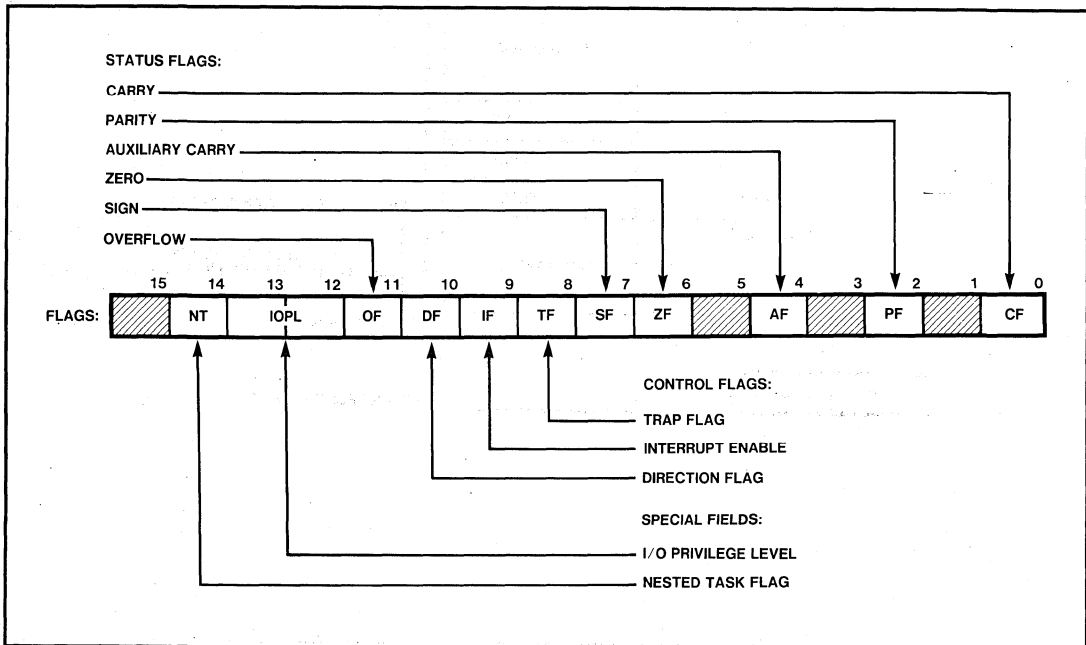 STATUS FLAGS:
CARRY
PARITY
AUXILIARY CARRY
ZERO
SIGN
OVERFLOW
15 14 13 12 11 10 9 8 7 6 5 4 3 2 1 0
FLAGS: NT IOPL OF DF IF TF SF ZF AF PF CF
CONTROL FLAGS:
TRAP FLAG
INTERRUPT ENABLE
DIRECTION FLAG
SPECIAL FIELDS:
I/O PRIVILEGE LEVEL
NESTED TASK FLAG